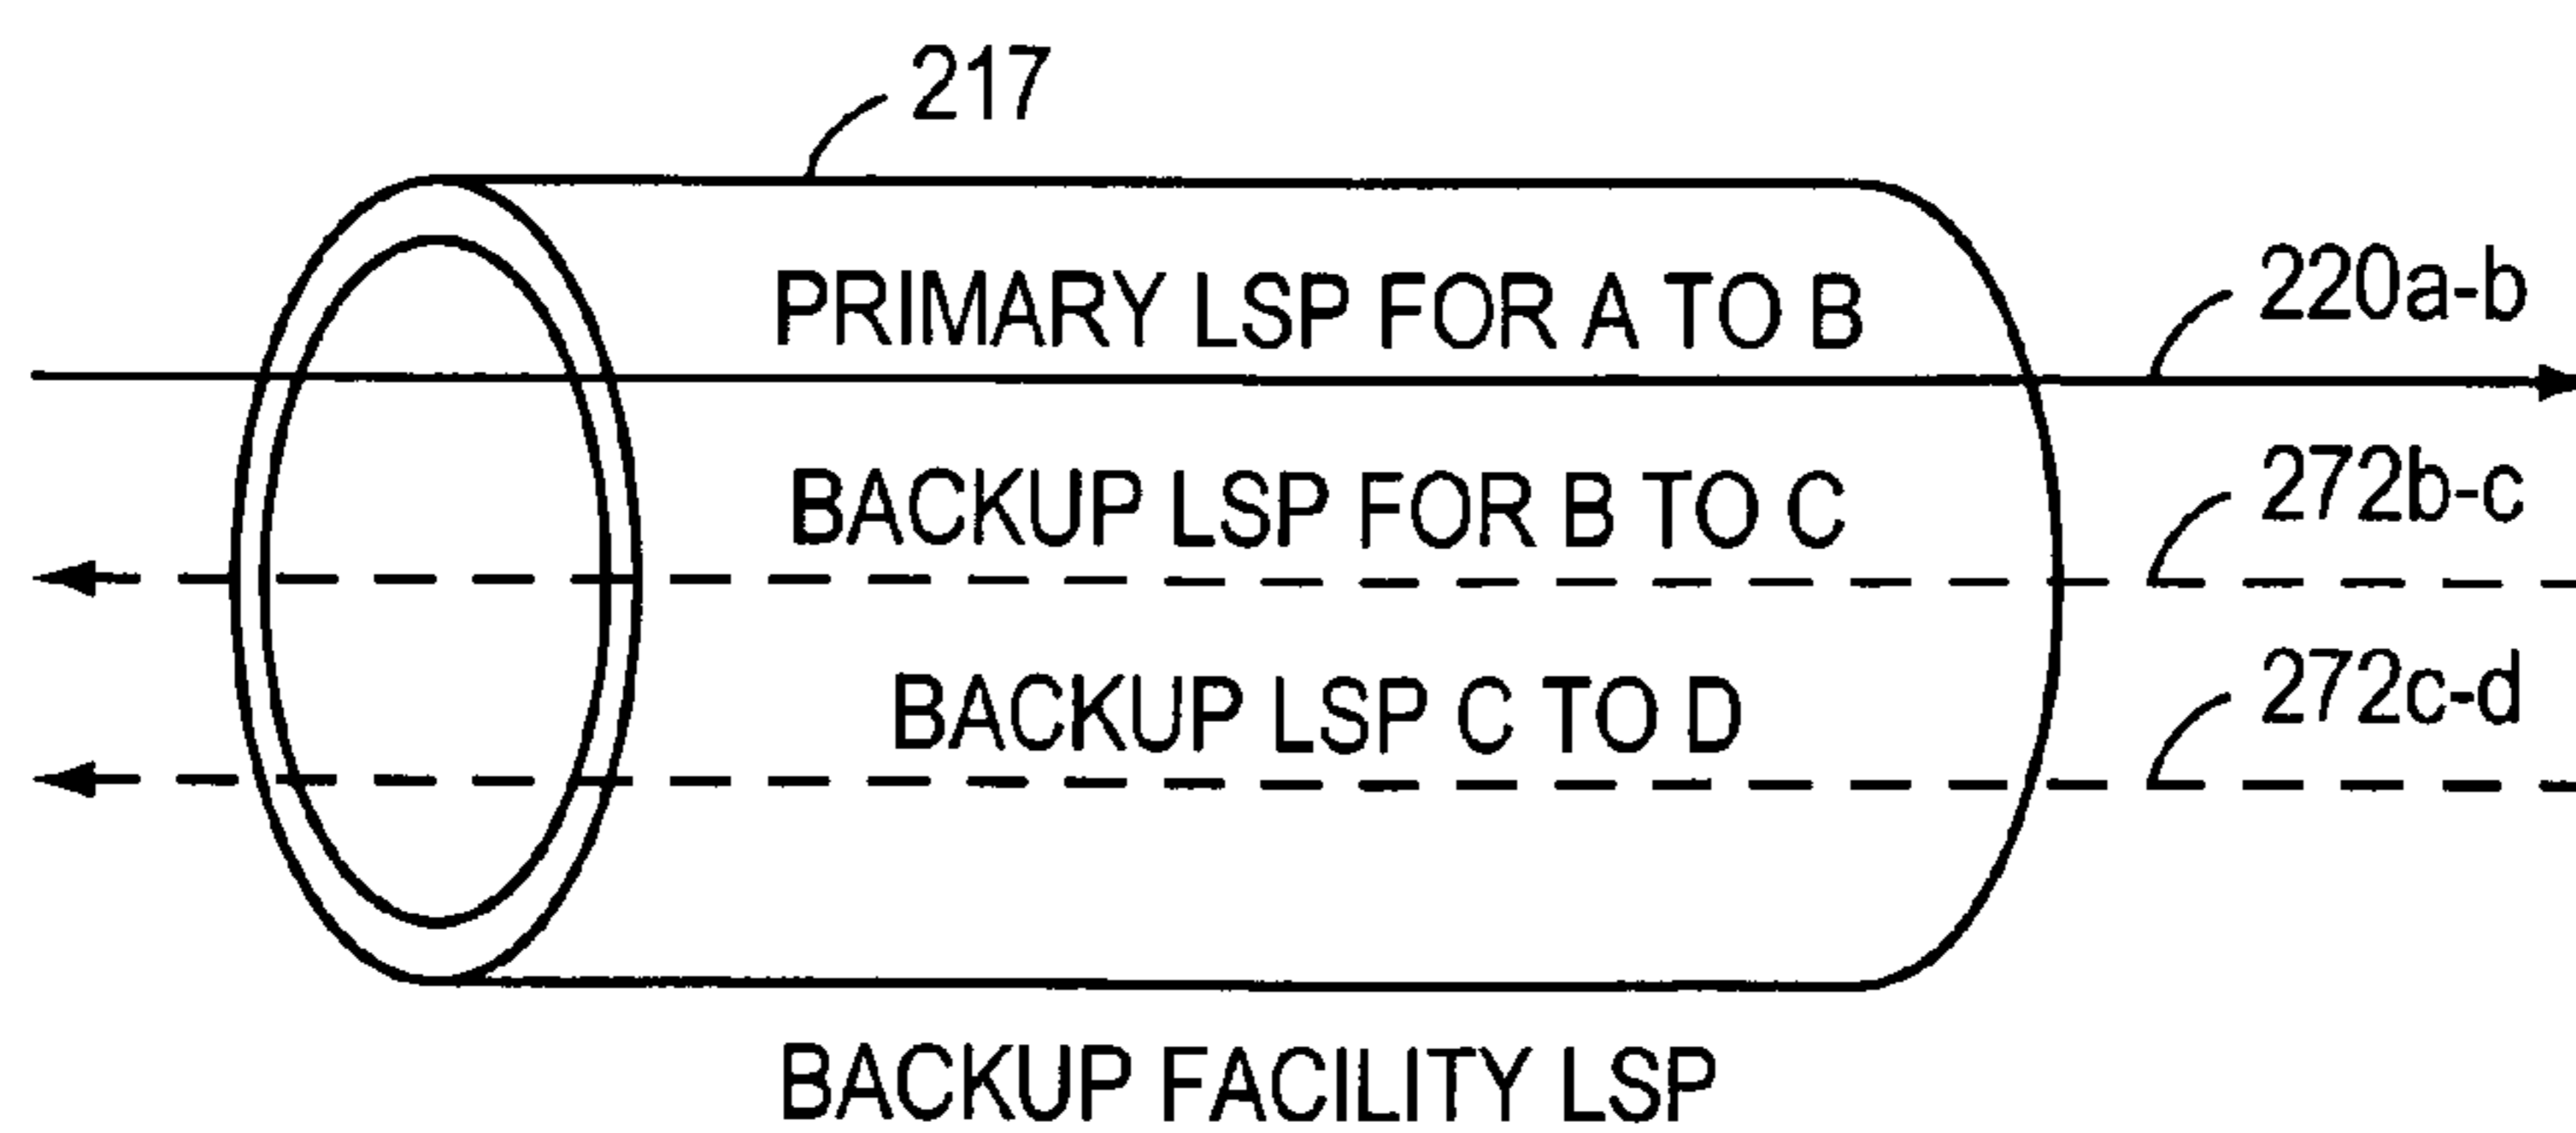 217
PRIMARY LSP FOR A TO B
220a-b
BACKUP LSP FOR B TO C
272b-c
BACKUP LSP C TO D
272c-d
BACKUP FACILITY LSP